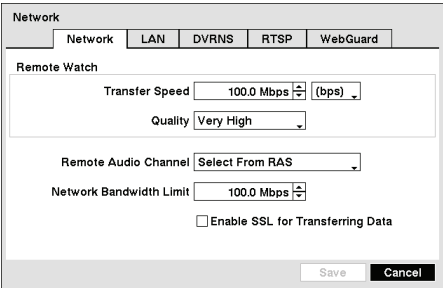 Network
Network LAN DVRNS RTSP WebGuard
Remote Watch
Transfer Speed 100.0 Mbps (bps)
Quality Very High
Remote Audio Channel Select From RAS
Network Bandwidth Limit 100.0 Mbps
Enable SSL for Transferring Data
Save Cancel